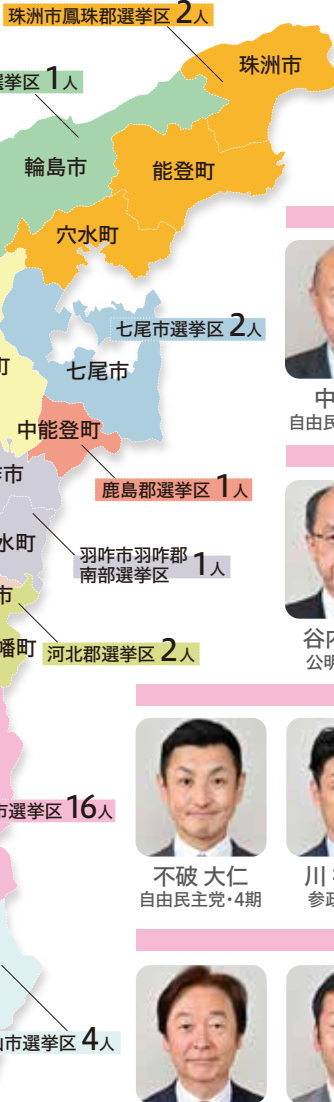 珠洲市鳳珠郡選挙区 2人
珠洲市
選挙区 1人
輪島市
能登町
穴水町
七尾市選挙区 2人
町
七尾市
中
自由民
中能登町
市
鹿島郡選挙区 1人
水町
羽咋市羽咋郡
南部選挙区 1人
市
幡町
河北郡選挙区 2人
谷内
公明
市選挙区 16人
不破 大仁
自由民主党・4期
川
参政
山市選挙区 4人